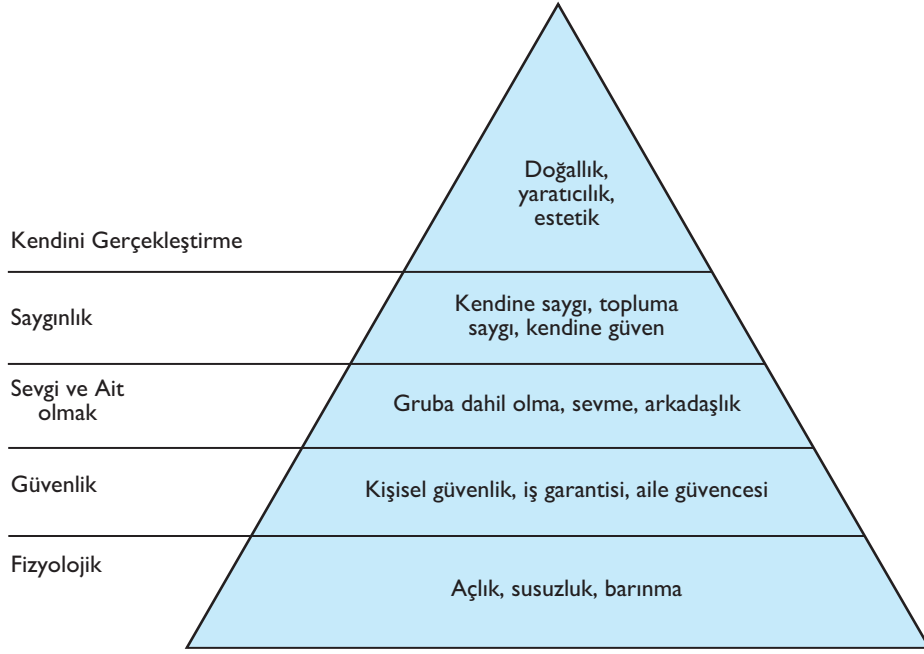 Doğallık,
yaratıcılık,
estetik
Kendini Gerçekleştirme
Saygınlık
Kendine saygı, topluma
saygı, kendine güven
Sevgi ve Ait
olmak
Gruba dahil olma, sevme, arkadaşlık
Güvenlik
Kişisel güvenlik, iş garantisi, aile güvencesi
Fizyolojik
Açlık, susuzluk, barınma